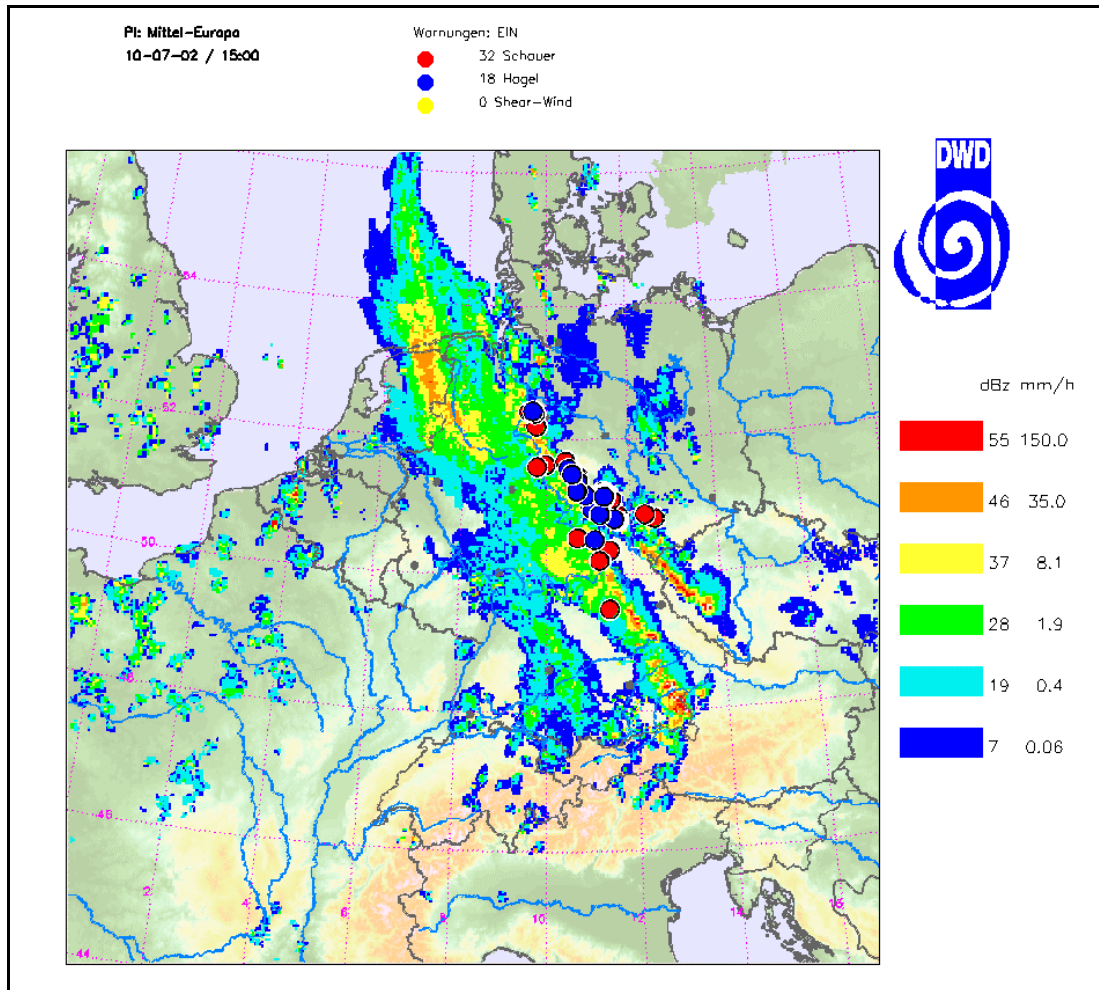 PI: Mittel-Europa
10-07-02 / 15:00
Warnungen: EIN
32 Schauer
18 Hagel
0 Shear-Wind
DWD
dBz mm/h
55 150.0
46 35.0
37 8.1
28 1.9
19 0.4
7 0.06
54
52
50
48
46
44
2
4
6
8
10
12
14
16